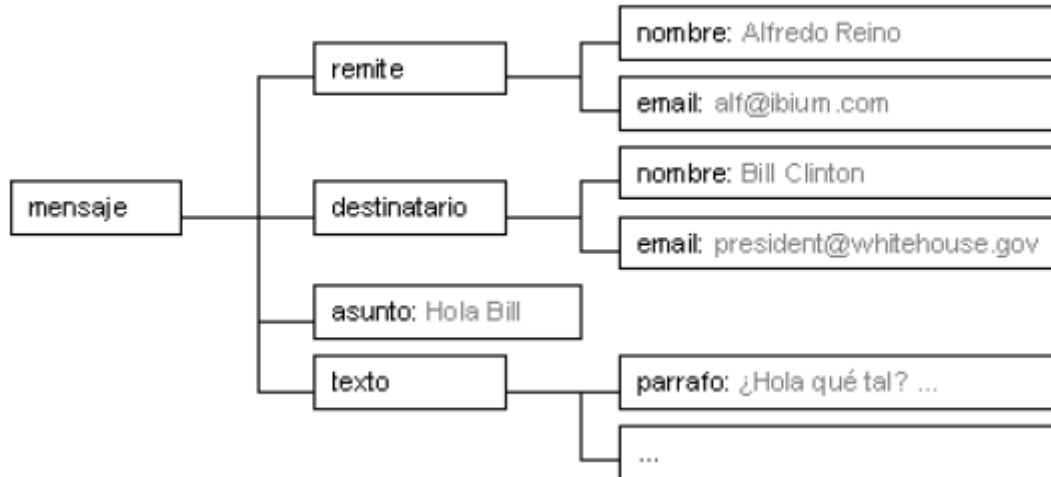 mensaje
remite
nombre: Alfredo Reino
email: alf@ibium.com
destinatario
nombre: Bill Clinton
email: president@whitehouse.gov
asunto: Hola Bill
texto
parrafo: ¿Hola qué tal? ...
...